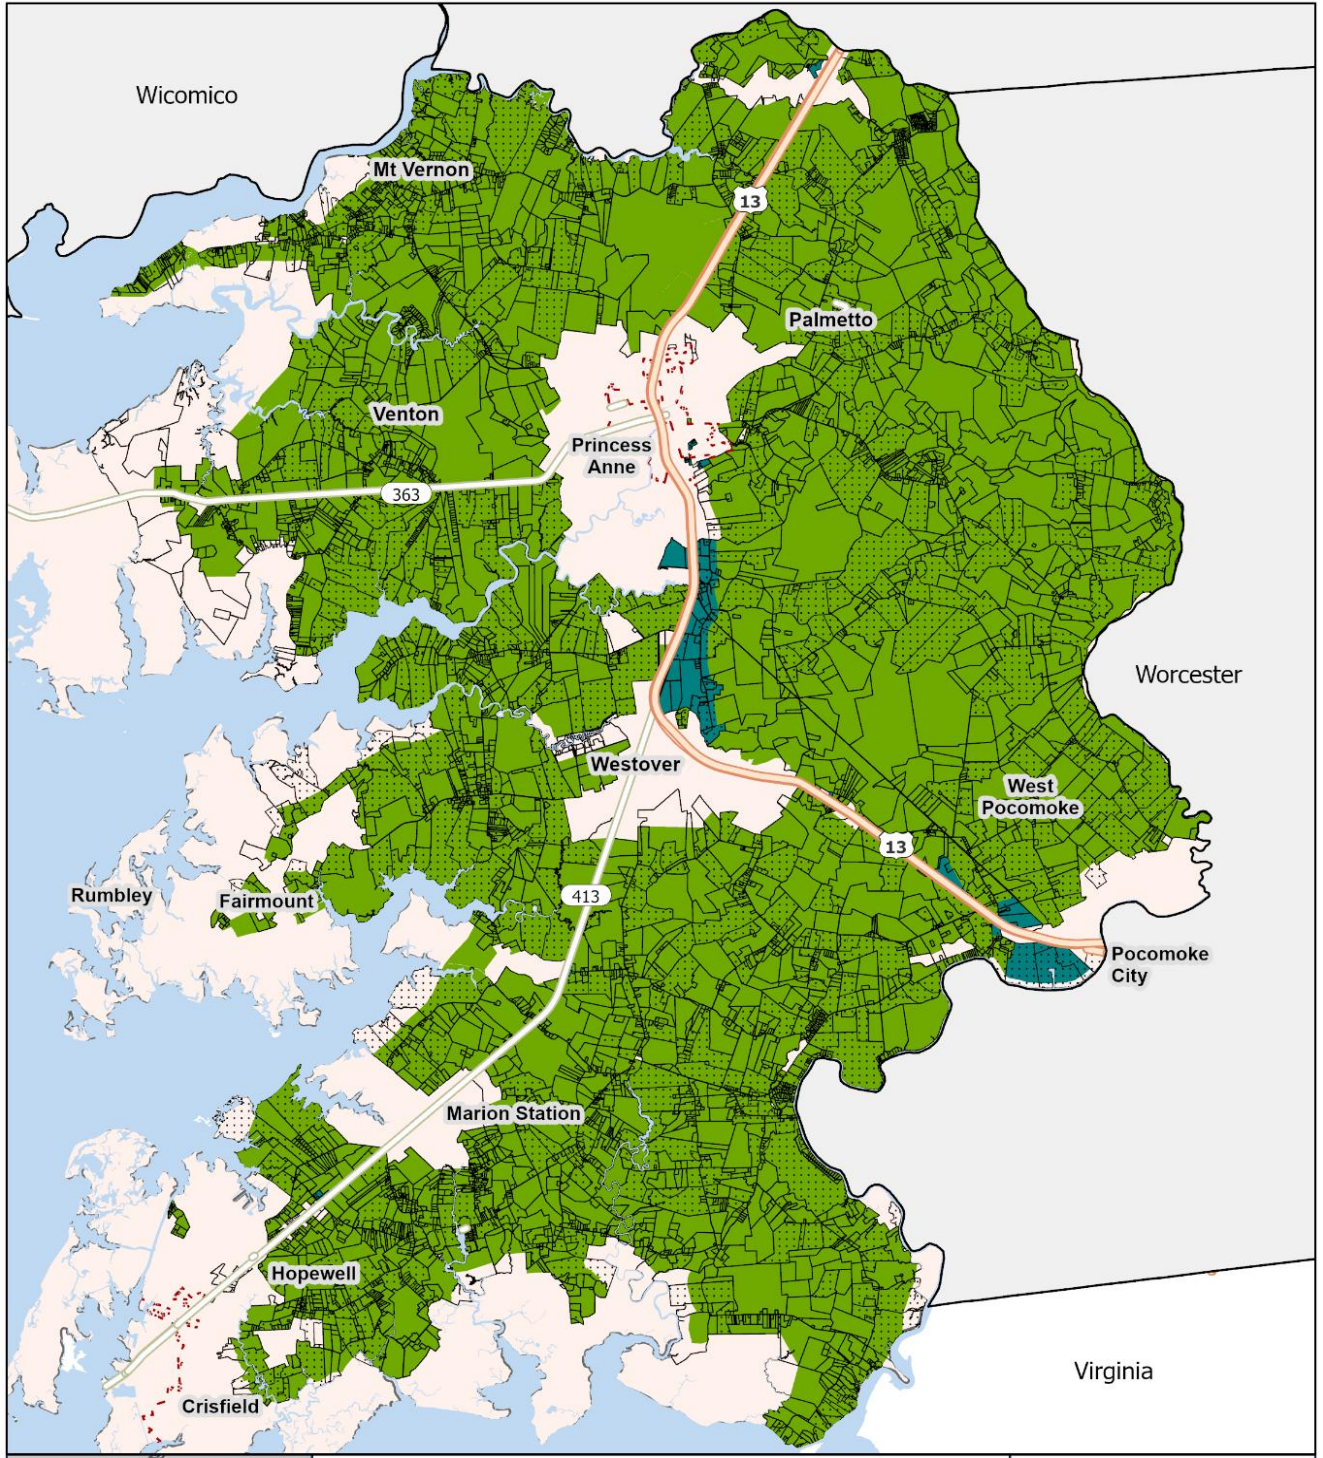 Wicomico
Mt Vernon
13
Palmetto
Venton
Princess
Anne
363
Worcester
Westover
West
Pocomoke
13
Rumbley
Fairmount
413
Pocomoke
City
Marion Station
Hopewell
Virginia
Crisfield